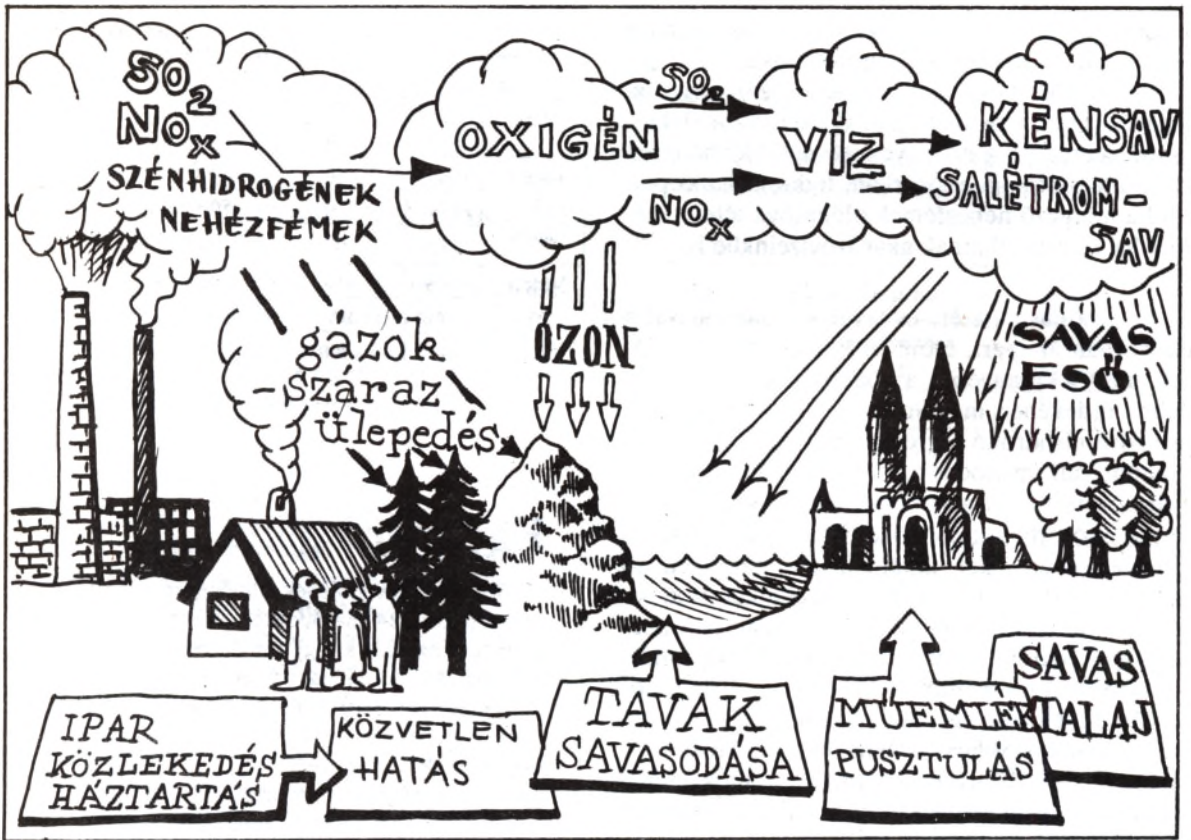 SO₂
NOₓ
SZÉNHIDROGÉNEK
NEHÉZFÉMEK
OXIGÉN
SO₂
NOₓ
VÍZ
KÉNSAV
SALÉTROM-
SAV
gázok
száraz
ülepedés
ÓZON
SAVAS
ESŐ
IPAR
KÖZLEKEDÉS
HÁZTARTÁS
KÖZVETLEN
HATÁS
TAVAK
SAVASODÁSA
MŰEMLÉK
PUSZTULÁS
SAVAS
TALAJ